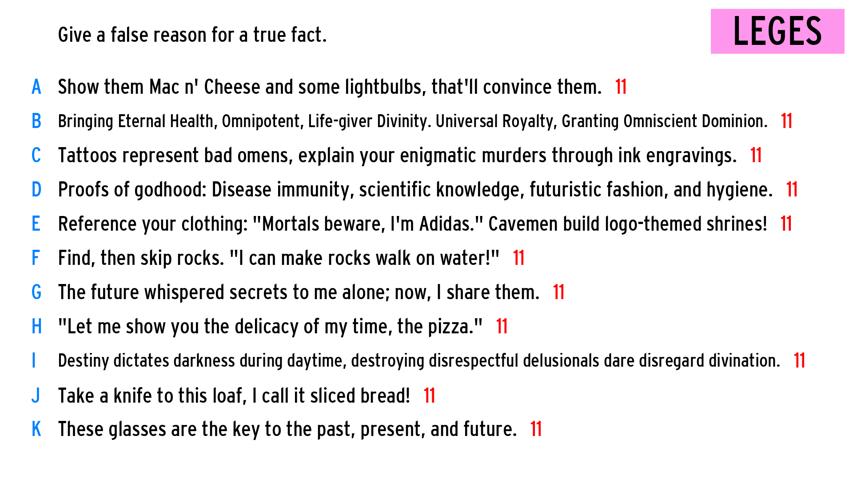 Give a false reason for a true fact.
LEGES
A Show them Mac n' Cheese and some lightbulbs, that'll convince them. 11
B Bringing Eternal Health, Omnipotent, Life-giver Divinity. Universal Royalty, Granting Omniscient Dominion. 11
C Tattoos represent bad omens, explain your enigmatic murders through ink engravings. 11
D Proofs of godhood: Disease immunity, scientific knowledge, futuristic fashion, and hygiene. 11
E Reference your clothing: "Mortals beware, I'm Adidas." Cavemen build logo-themed shrines! 11
F Find, then skip rocks. "I can make rocks walk on water!" 11
G The future whispered secrets to me alone; now, I share them. 11
H "Let me show you the delicacy of my time, the pizza." 11
I Destiny dictates darkness during daytime, destroying disrespectful delusionals dare disregard divination. 11
J Take a knife to this loaf, I call it sliced bread! 11
K These glasses are the key to the past, present, and future. 11